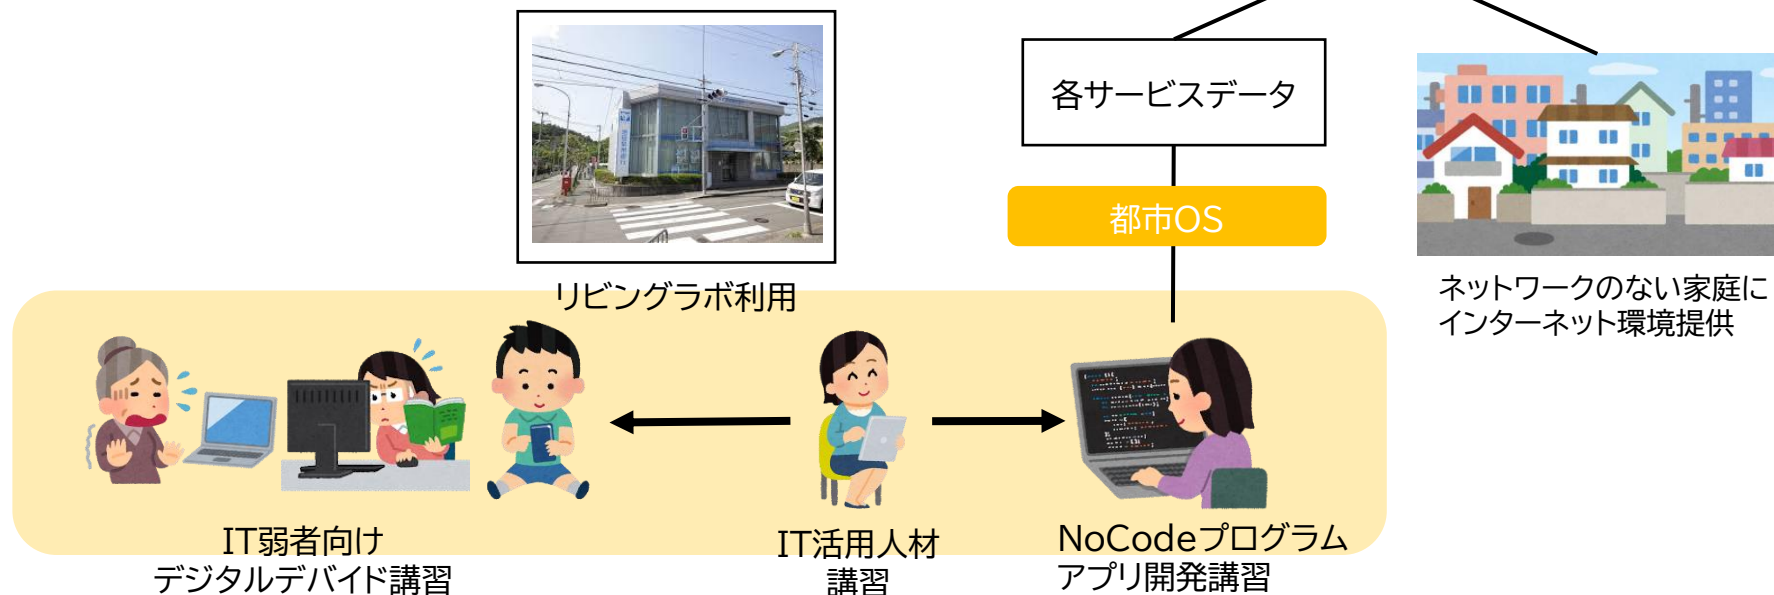 各サービスデータ
都市OS
リビングラボ利用
ネットワークのない家庭に
インターネット環境提供
IT弱者向け
デジタルデバイド講習
IT活用人材
講習
NoCodeプログラム
アプリ開発講習